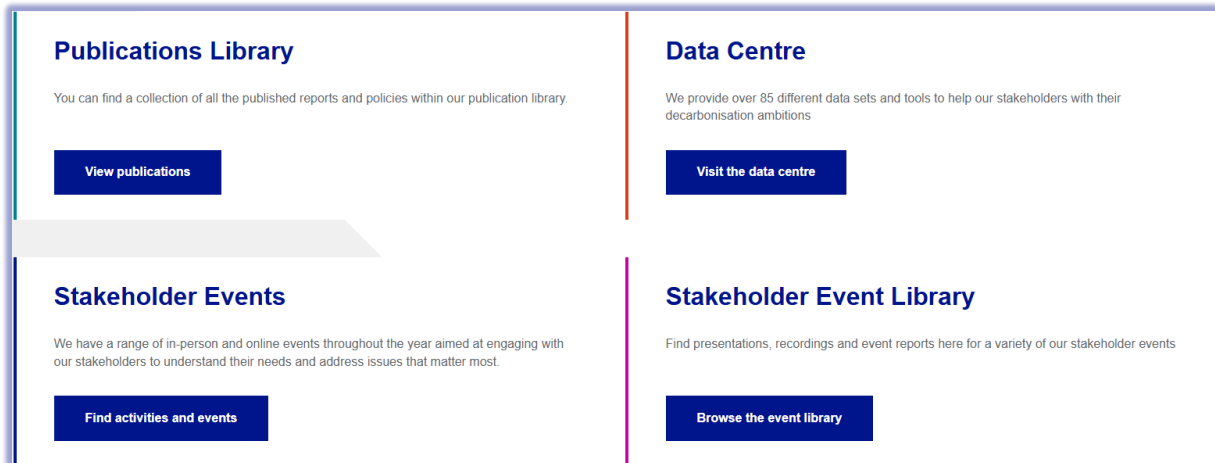 Publications Library
You can find a collection of all the published reports and policies within our publication library.
View publications
Data Centre
We provide over 85 different data sets and tools to help our stakeholders with their
decarbonisation ambitions
Visit the data centre
Stakeholder Events
We have a range of in-person and online events throughout the year aimed at engaging with
our stakeholders to understand their needs and address issues that matter most.
Find activities and events
Stakeholder Event Library
Find presentations, recordings and event reports here for a variety of our stakeholder events
Browse the event library